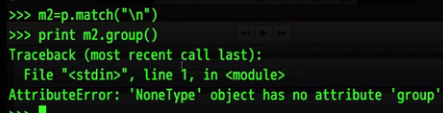 >>> m2=p.match("\n")
>>> print m2.group()
Traceback (most recent call last):
  File "<stdin>", line 1, in <module>
AttributeError: 'NoneType' object has no attribute 'group'
>>>